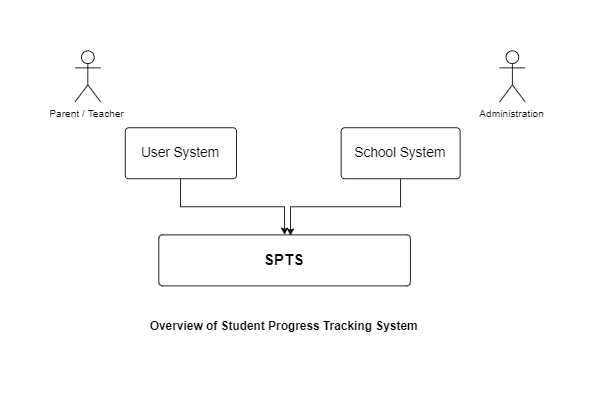 Parent / Teacher
Administration
User System
School System
SPTS
Overview of Student Progress Tracking System